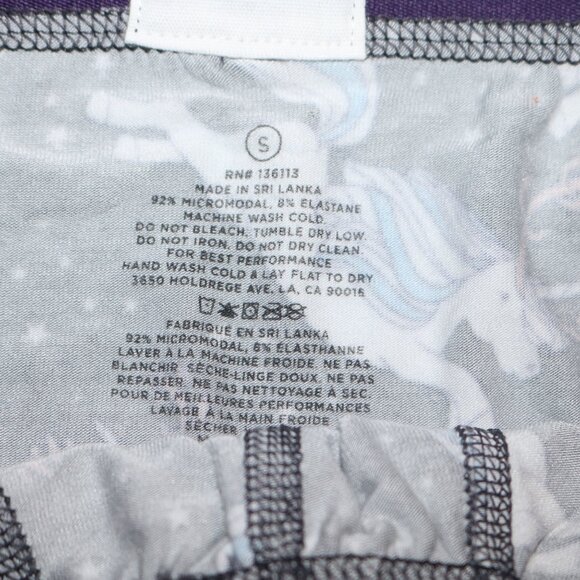 S
RN# 136113
MADE IN SRI LANKA
92% MICROMODAL, 8% ELASTANE
MACHINE WASH COLD.
DO NOT BLEACH. TUMBLE DRY LOW.
DO NOT IRON. DO NOT DRY CLEAN.
FOR BEST PERFORMANCE
HAND WASH COLD & LAY FLAT TO DRY
3650 HOLDREGE AVE. LA, CA 90016
FABRIQUÉ EN SRI LANKA
92% MICROMODAL, 8% ÉLASTHANNE
LAVER À LA MACHINE FROIDE. NE PAS
BLANCHIR. SÈCHE-LINGE DOUX. NE PAS
REPASSER. NE PAS NETTOYAGE À SEC.
POUR DE MEILLEURES PERFORMANCES
LAVAGE À LA MAIN FROIDE
SÉCHER